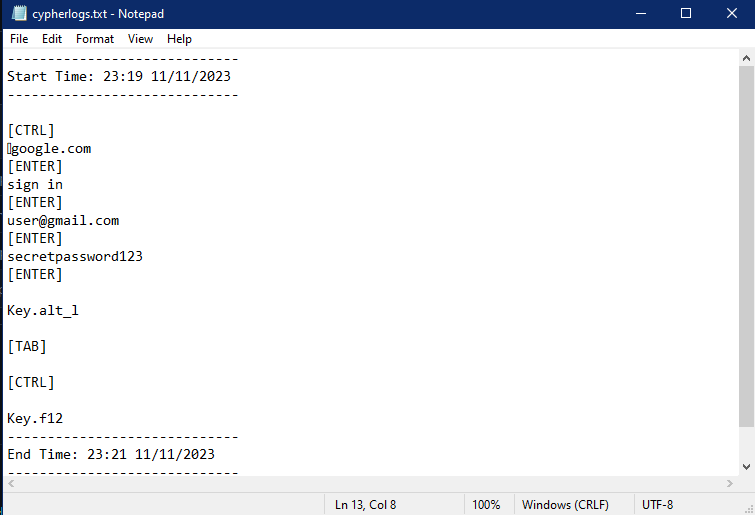 cypherlogs.txt - Notepad
File Edit Format View Help
----------------------------
Start Time: 23:19 11/11/2023
----------------------------
[CTRL]
google.com
[ENTER]
sign in
[ENTER]
user@gmail.com
[ENTER]
secretpassword123
[ENTER]
Key.alt_l
[TAB]
[CTRL]
Key.f12
----------------------------
End Time: 23:21 11/11/2023
----------------------------
Ln 13, Col 8 100% Windows (CRLF) UTF-8